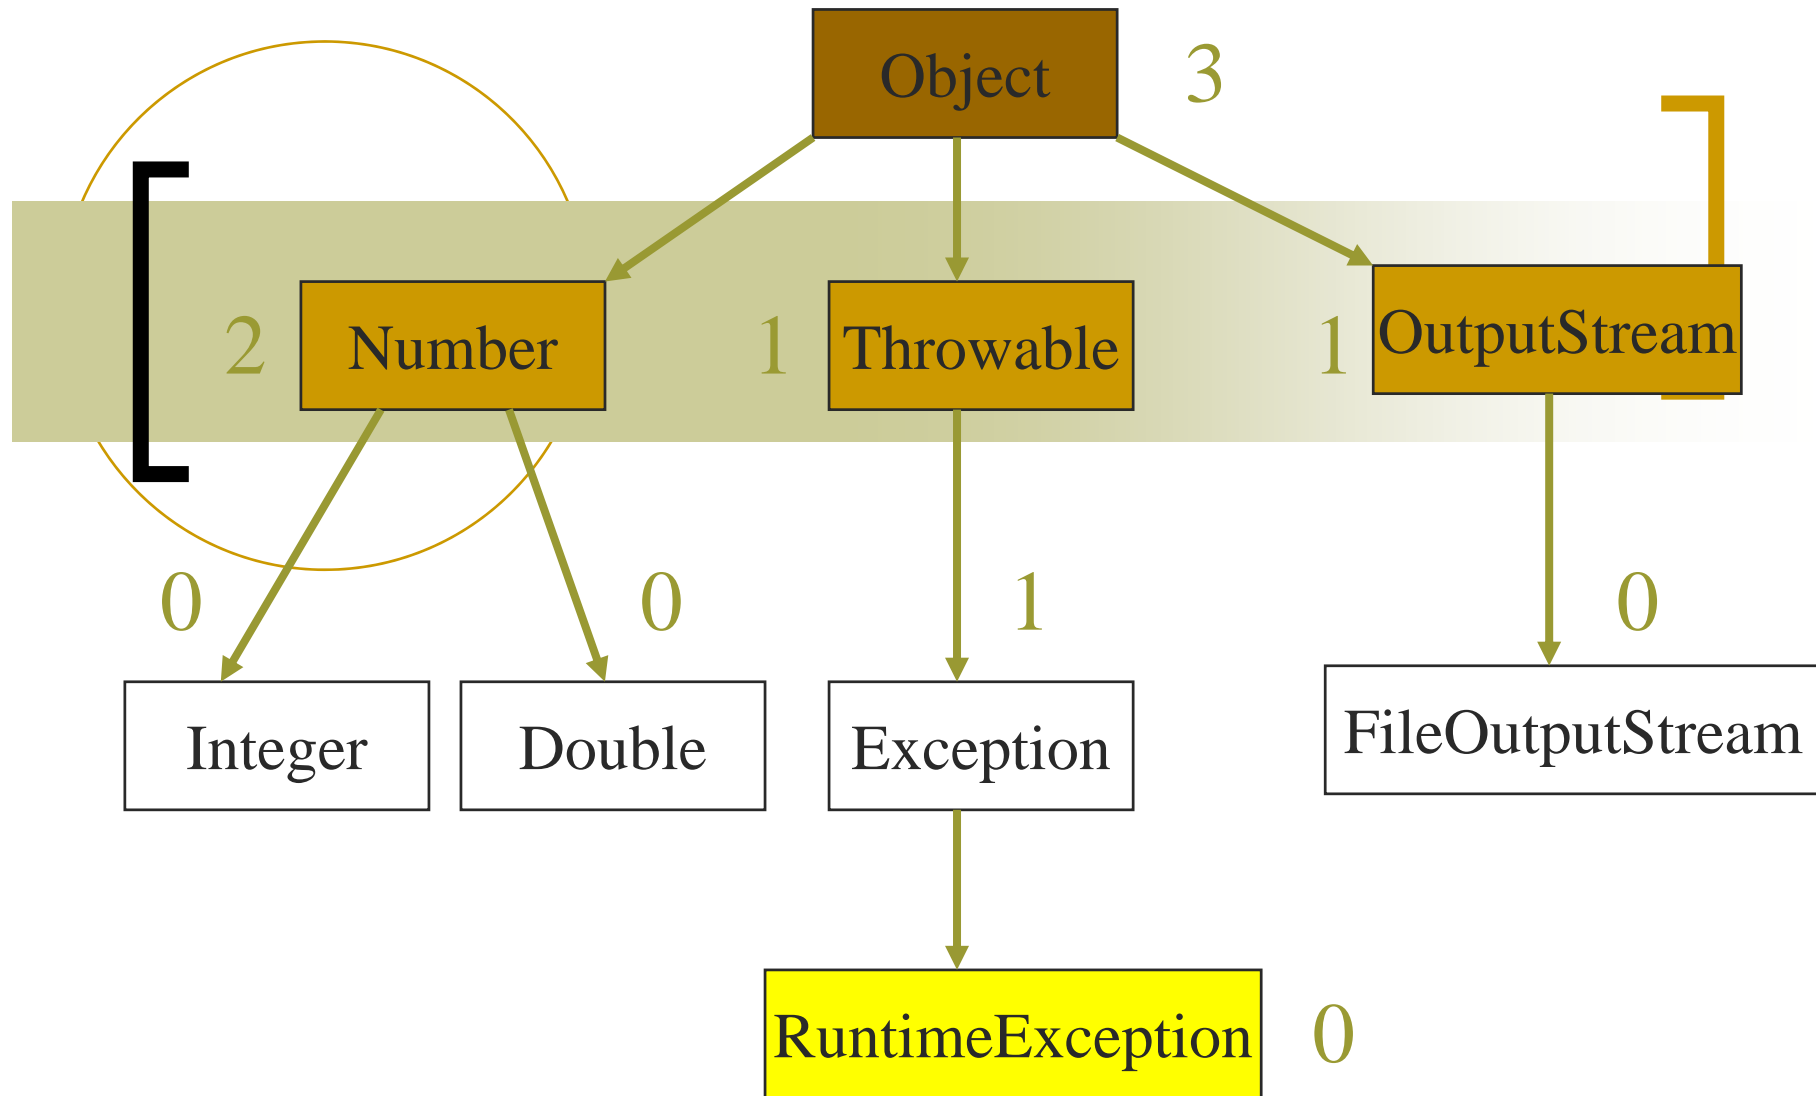 Object 3
2 Number 1 Throwable 1 OutputStream
0 0 1 0
Integer Double Exception FileOutputStream
RuntimeException 0